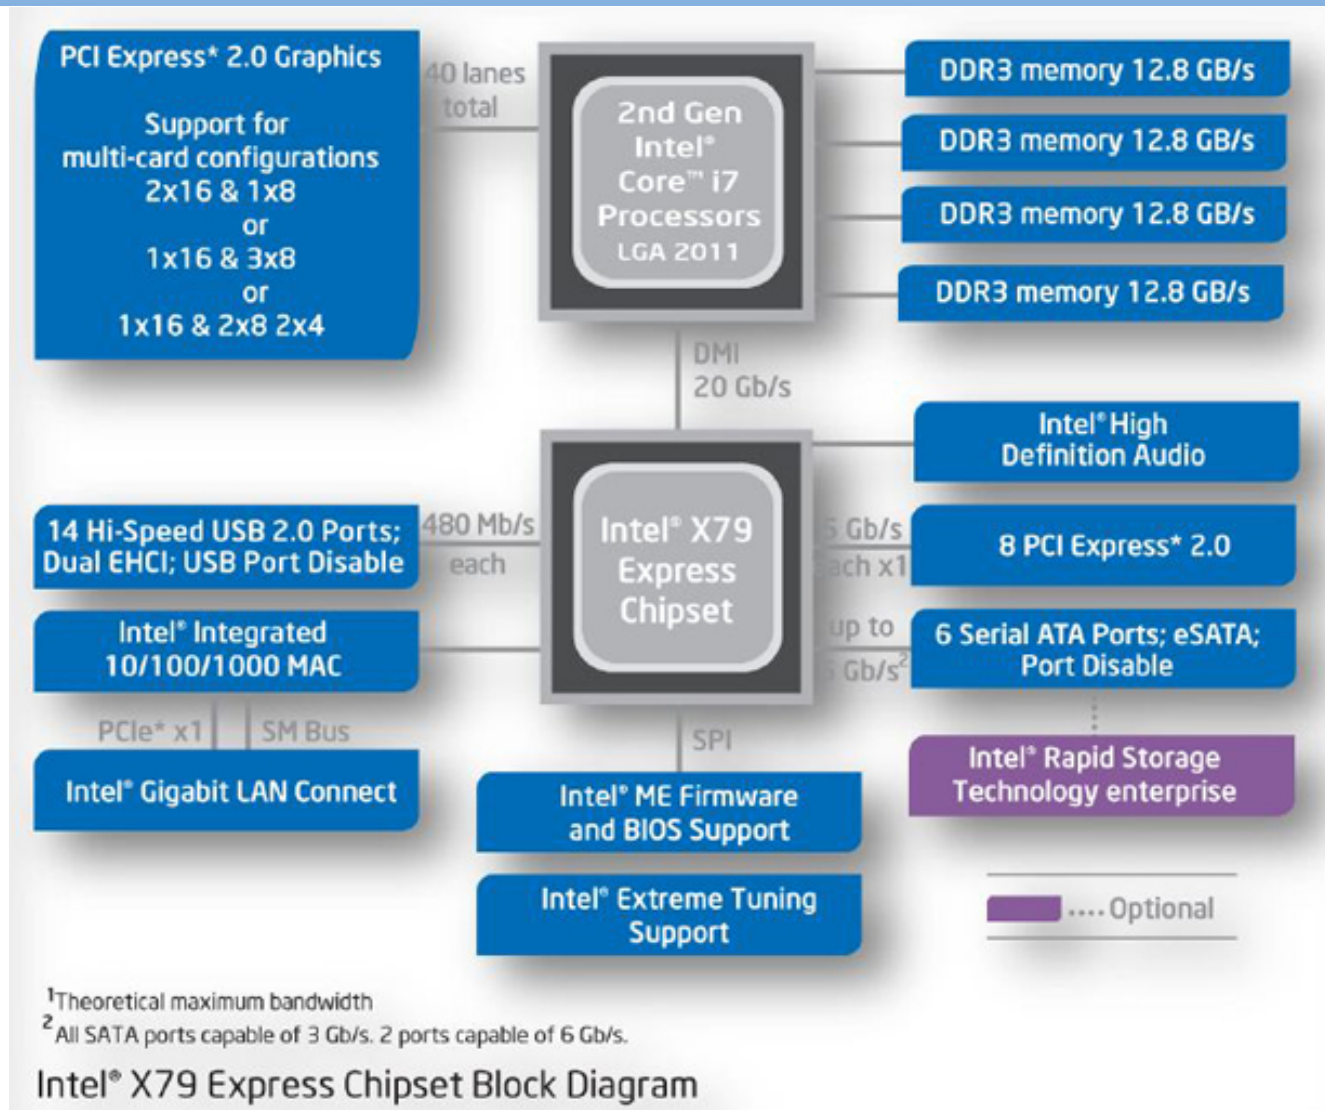 PCI Express* 2.0 Graphics
Support for
multi-card configurations
2x16 & 1x8
or
1x16 & 3x8
or
1x16 & 2x8 2x4
40 lanes
total
2nd Gen
Intel®
Core™ i7
Processors
LGA 2011
DDR3 memory 12.8 GB/s
DDR3 memory 12.8 GB/s
DDR3 memory 12.8 GB/s
DDR3 memory 12.8 GB/s
DMI
20 Gb/s
Intel® High
Definition Audio
14 Hi-Speed USB 2.0 Ports;
Dual EHCI; USB Port Disable
480 Mb/s
each
Intel® X79
Express
Chipset
5 Gb/s
each x1
8 PCI Express* 2.0
Intel® Integrated
10/100/1000 MAC
up to
Gb/s²
6 Serial ATA Ports; eSATA;
Port Disable
PCIe* x1
SM Bus
SPI
Intel® Gigabit LAN Connect
Intel® ME Firmware
and BIOS Support
Intel® Rapid Storage
Technology enterprise
Intel® Extreme Tuning
Support
Optional
¹Theoretical maximum bandwidth
²All SATA ports capable of 3 Gb/s. 2 ports capable of 6 Gb/s.
Intel® X79 Express Chipset Block Diagram